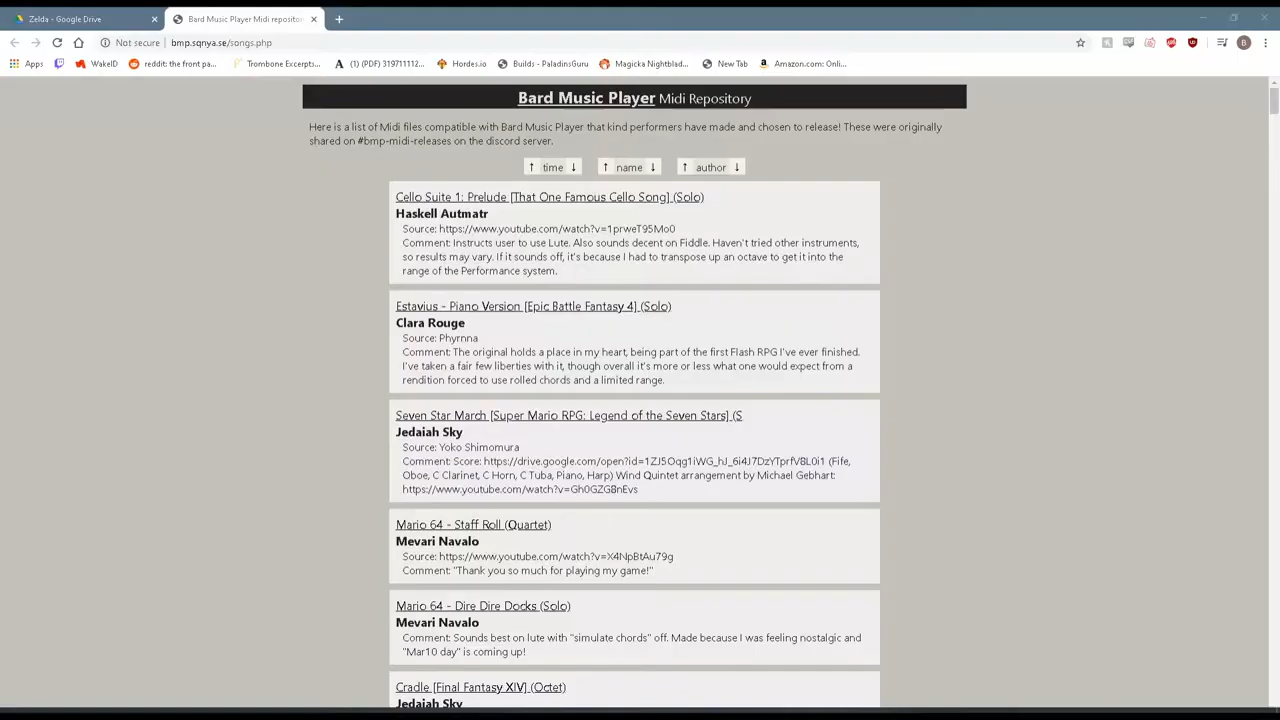 Zelda - Google Drive
Bard Music Player Midi reposito
Not secure | bmp.sqnya.se/songs.php
Apps WakeID reddit: the front pa... Trombone Excerpts... (1) (PDF) 319711112... Hordes.io Builds - PaladinsGuru Magicka Nightblad... New Tab Amazon.com: Onli...
Bard Music Player Midi Repository
Here is a list of Midi files compatible with Bard Music Player that kind performers have made and chosen to release! These were originally
shared on #bmp-midi-releases on the discord server.
↑ time ↓ ↑ name ↓ ↑ author ↓
Cello Suite 1: Prelude [That One Famous Cello Song] (Solo)
Haskell Autmatr
Source: https://www.youtube.com/watch?v=1prweT95Mo0
Comment: Instructs user to use Lute. Also sounds decent on Fiddle. Haven't tried other instruments,
so results may vary. If it sounds off, it's because I had to transpose up an octave to get it into the
range of the Performance system.
Estavius - Piano Version [Epic Battle Fantasy 4] (Solo)
Clara Rouge
Source: Phyrnna
Comment: The original holds a place in my heart, being part of the first Flash RPG I've ever finished.
I've taken a fair few liberties with it, though overall it's more or less what one would expect from a
rendition forced to use rolled chords and a limited range.
Seven Star March [Super Mario RPG: Legend of the Seven Stars] (S
Jedaiah Sky
Source: Yoko Shimomura
Comment: Score: https://drive.google.com/open?id=1ZJ5Oqg1iWG_hJ_6i4J7DzYTprfVBL0i1 (Fife,
Oboe, C Clarinet, C Horn, C Tuba, Piano, Harp) Wind Quintet arrangement by Michael Gebhart:
https://www.youtube.com/watch?v=Gh0GZG8nEvs
Mario 64 - Staff Roll (Quartet)
Mevari Navalo
Source: https://www.youtube.com/watch?v=X4NpBtAu79g
Comment: "Thank you so much for playing my game!"
Mario 64 - Dire Dire Docks (Solo)
Mevari Navalo
Comment: Sounds best on lute with "simulate chords" off. Made because I was feeling nostalgic and
"Mar10 day" is coming up!
Cradle [Final Fantasy XIV] (Octet)
Jedaiah Sky